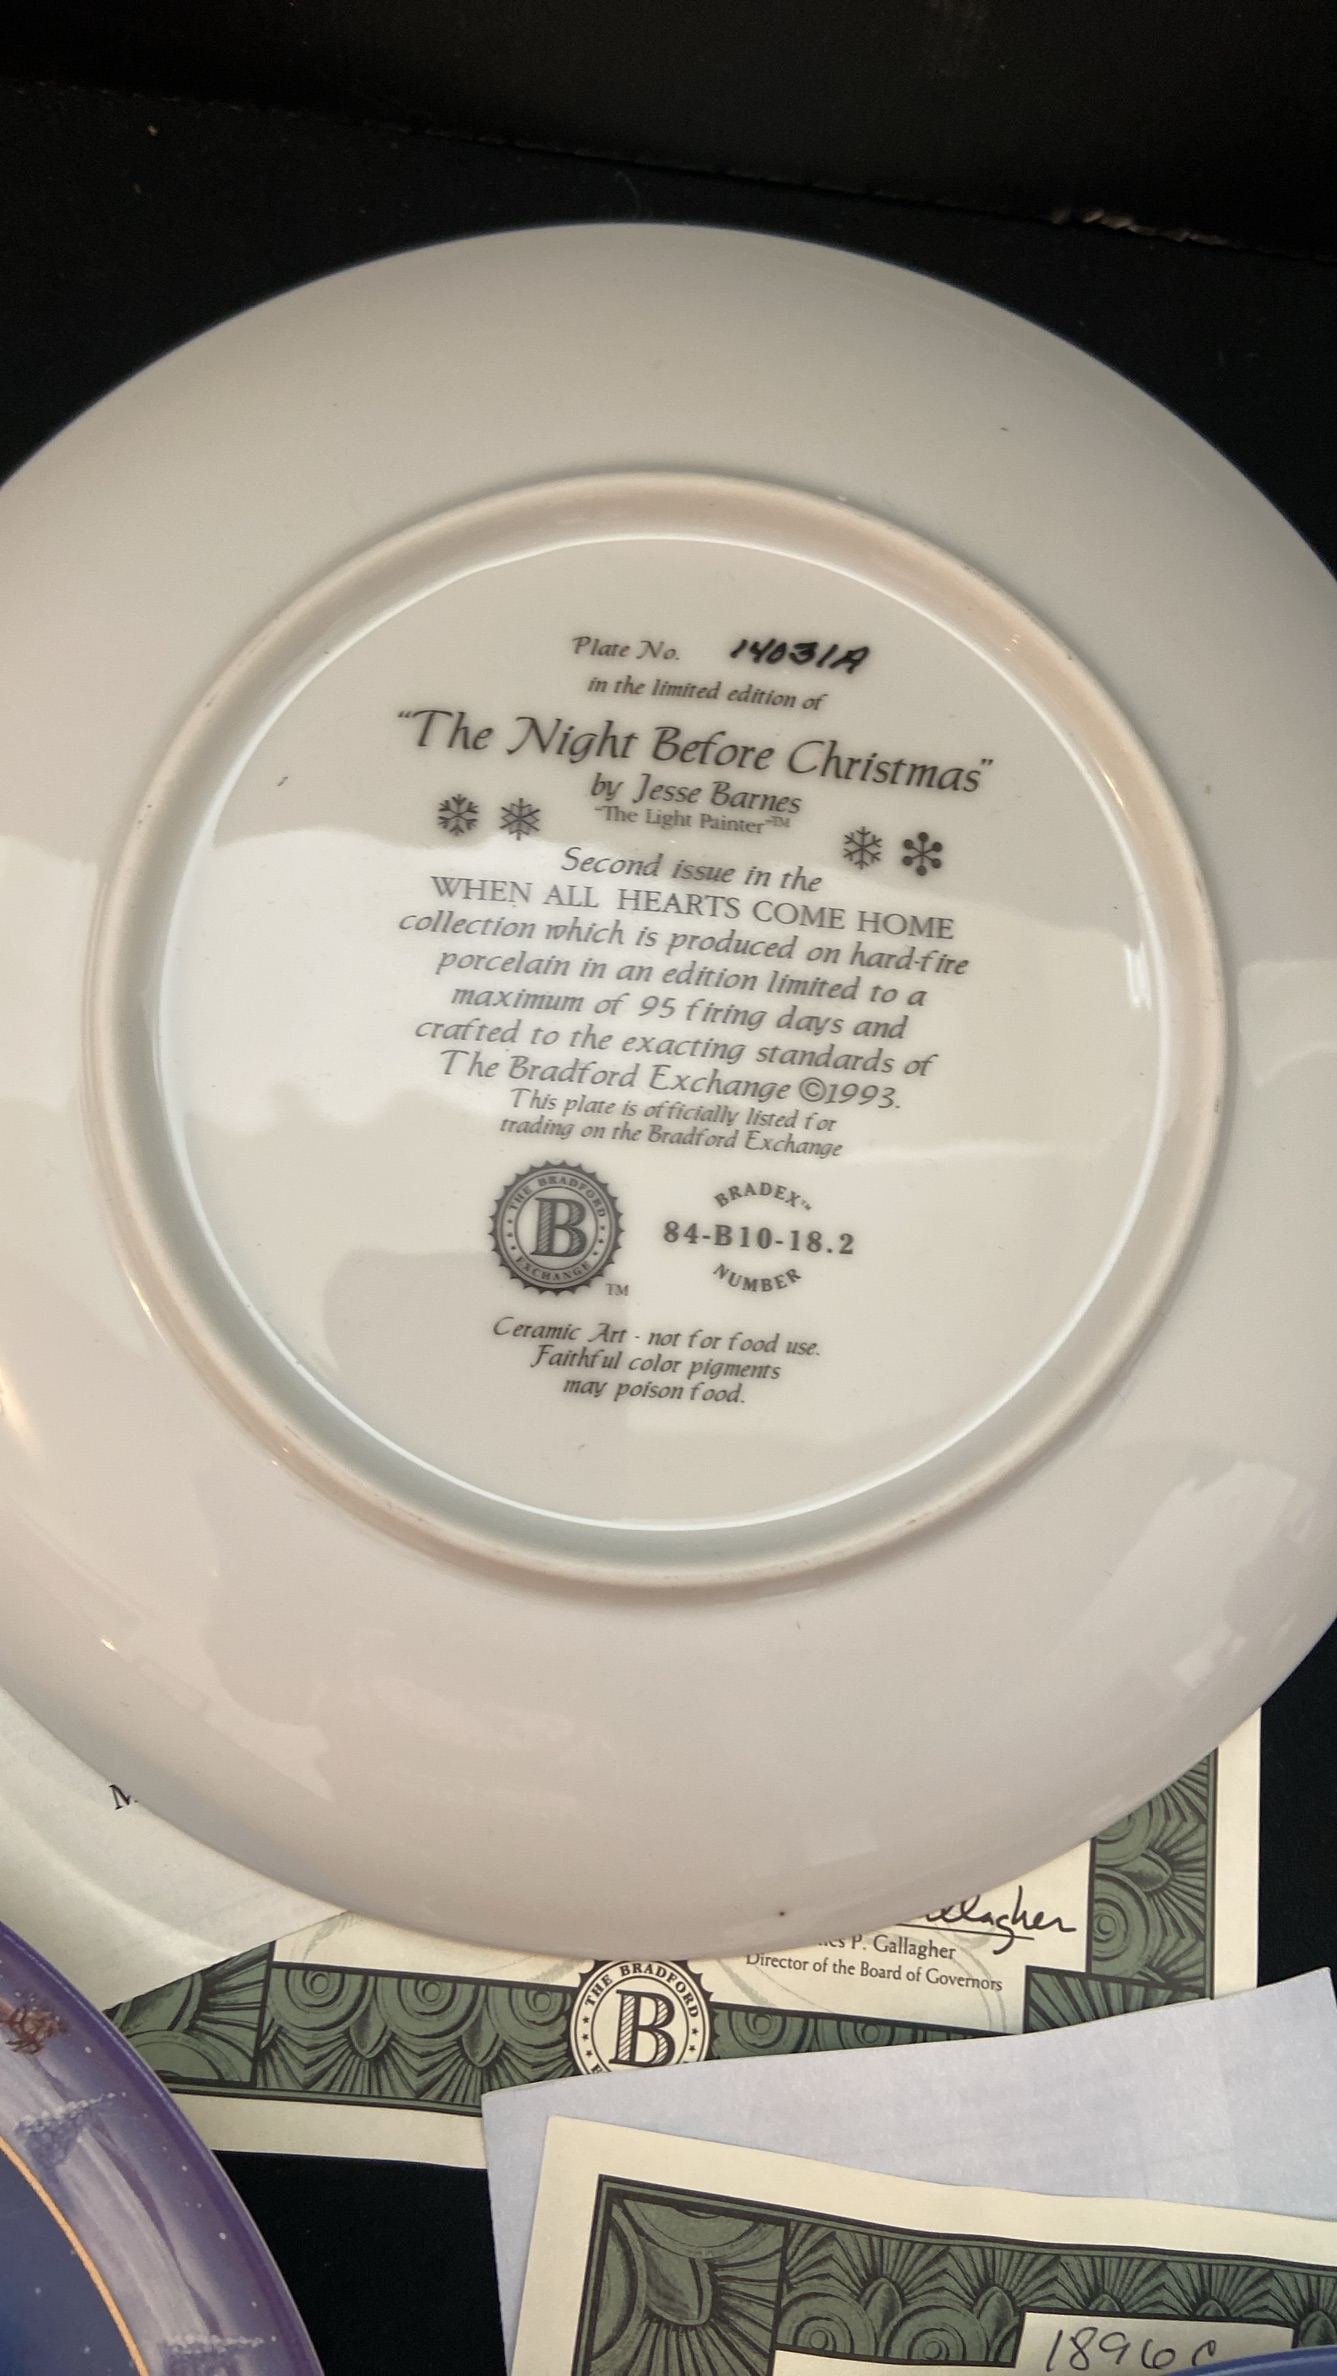 Plate No. 14031A
in the limited edition of
"The Night Before Christmas"
by Jesse Barnes
"The Light Painter"™
Second issue in the
WHEN ALL HEARTS COME HOME
collection which is produced on hard-fire
porcelain in an edition limited to a
maximum of 95 firing days and
crafted to the exacting standards of
The Bradford Exchange ©1993.
This plate is officially listed for
trading on the Bradford Exchange
THE BRADFORD
B
EXCHANGE
TM
BRADEX™
84-B10-18.2
NUMBER
Ceramic Art - not for food use.
Faithful color pigments
may poison food.
M
P. Gallagher
Director of the Board of Governors
THE BRADFORD
B
1896C